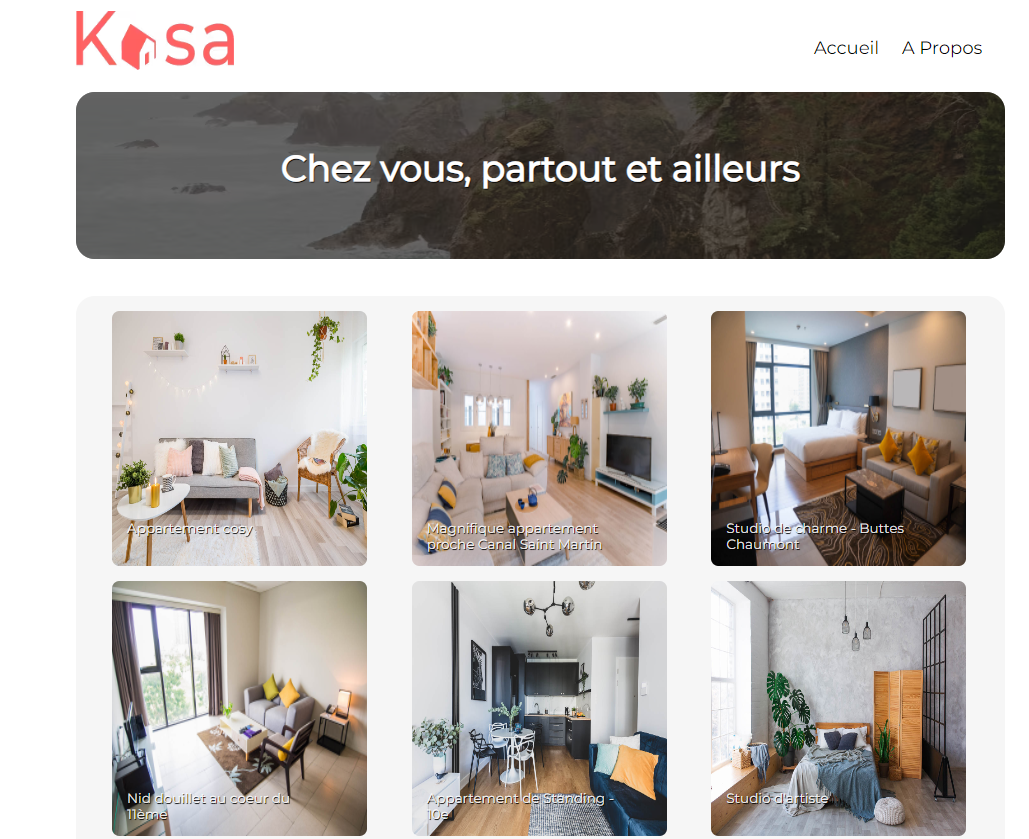 Kasa
Accueil A Propos
Chez vous, partout et ailleurs
Appartement cosy
Magnifique appartement
proche Canal Saint Martin
Studio de charme - Buttes
Chaumont
Nid douillet au coeur du
11ème
Appartement de Standing -
10e
Studio d'artiste